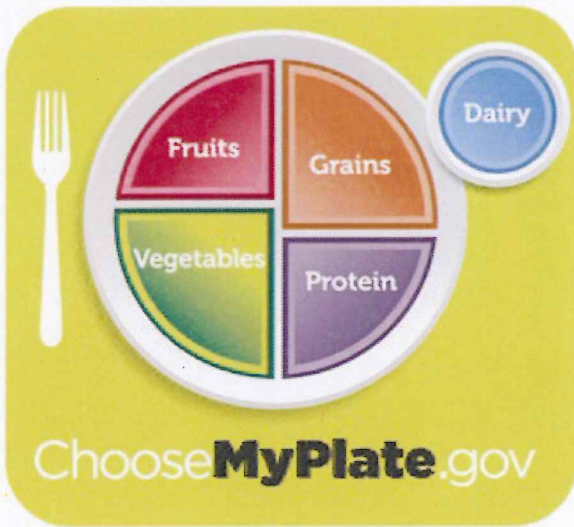 Fruits
Grains
Dairy
Vegetables
Protein
ChooseMyPlate.gov